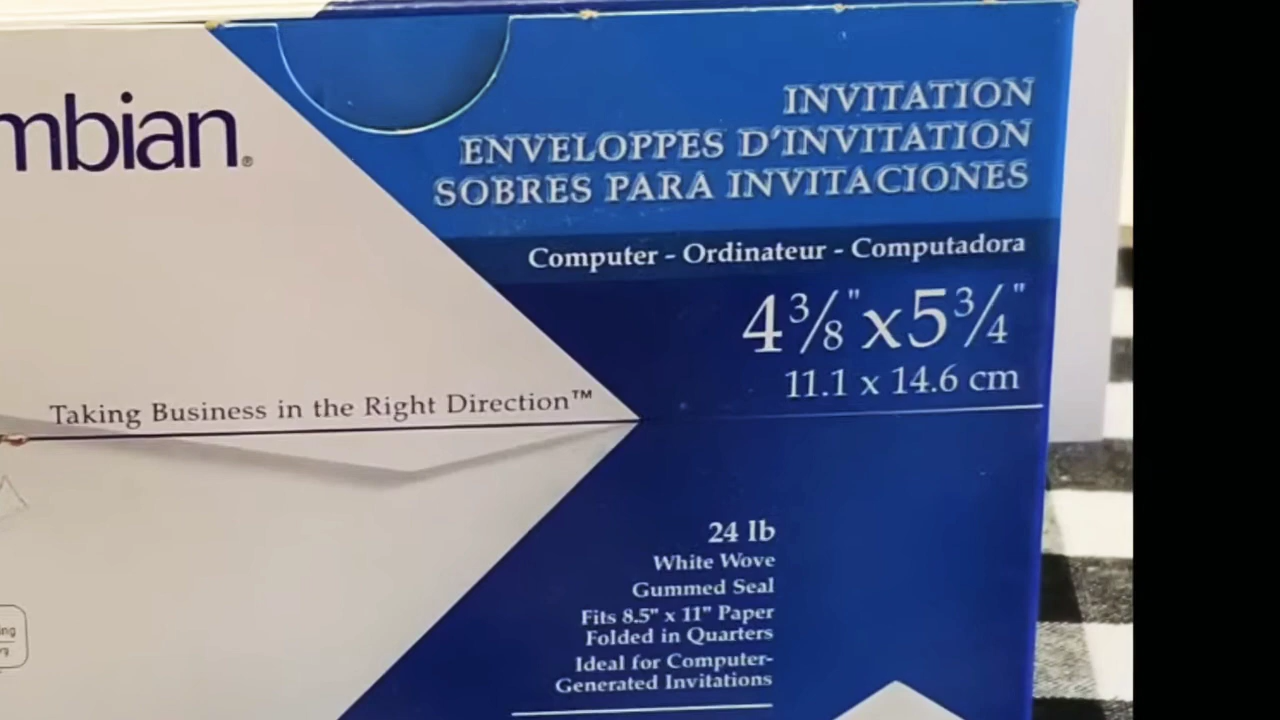 mbian®
INVITATION
ENVELOPPES D'INVITATION
SOBRES PARA INVITACIONES
Computer - Ordinateur - Computadora
4 3/8" x 5 3/4"
11.1 x 14.6 cm
Taking Business in the Right Direction™
24 lb
White Wove
Gummed Seal
Fits 8.5" x 11" Paper
Folded in Quarters
Ideal for Computer-
Generated Invitations
ing